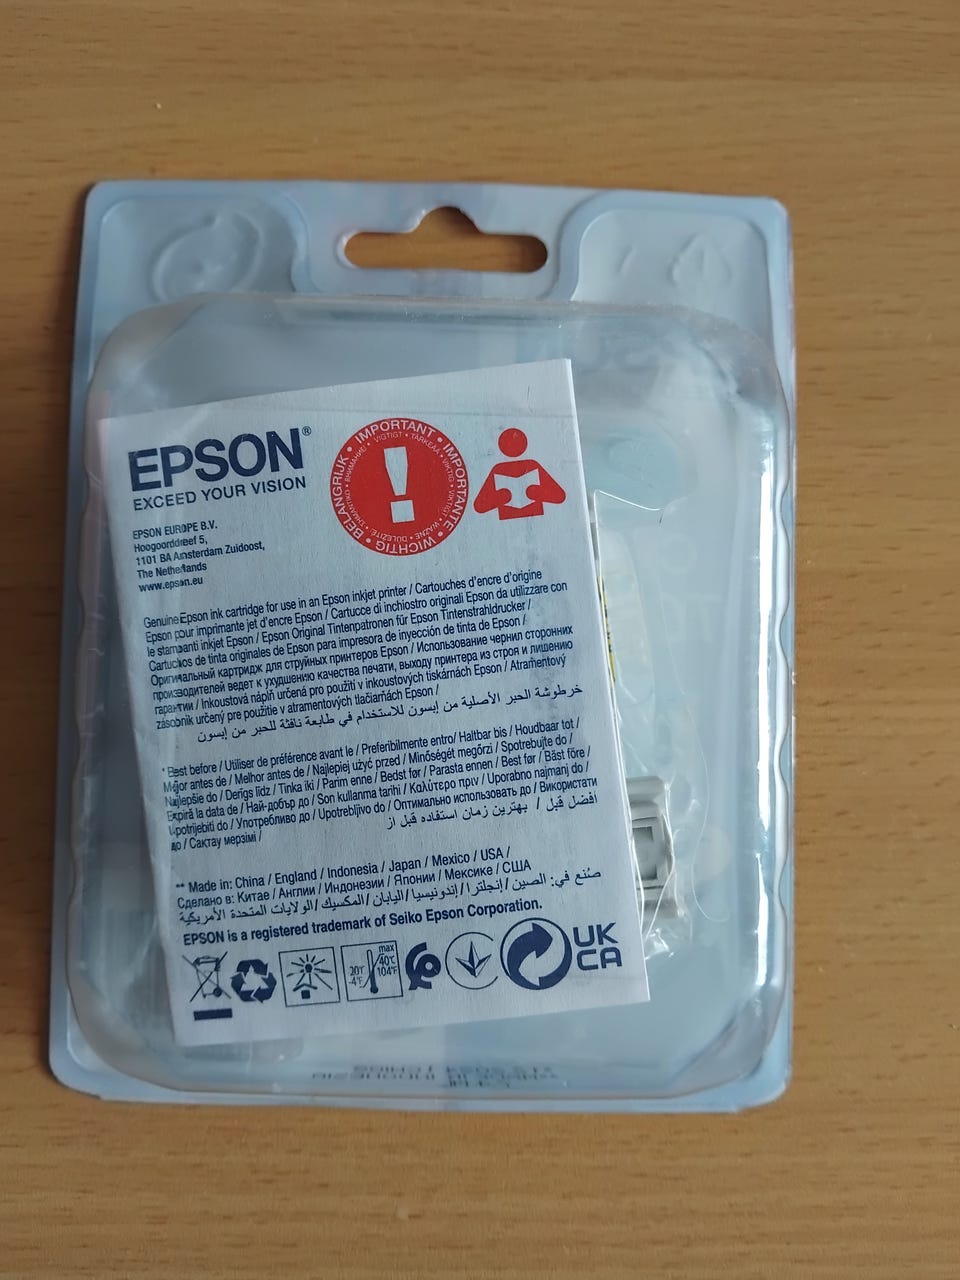 EPSON®
EXCEED YOUR VISION
EPSON EUROPE B.V.
Hoogoorddreef 5,
1101 BA Amsterdam Zuidoost,
The Netherlands
www.epson.eu
IMPORTANT • IMPORTANTE • WICHTIG • BELANGRIJK •
Genuine Epson ink cartridge for use in an Epson inkjet printer / Cartouches d'encre d'origine
Epson pour imprimante jet d'encre Epson / Cartucce di inchiostro originali Epson da utilizzare con
le stampanti inkjet Epson / Epson Original Tintenpatronen für Epson Tintenstrahldrucker /
Cartuchos de tinta originales de Epson para impresora de inyección de tinta de Epson /
Оригинальный картридж для струйных принтеров Epson / Использование чернил сторонних
производителей ведет к ухудшению качества печати, выходу принтера из строя и лишению
гарантии / Inkoustová náplň určená pro použití v inkoustových tiskárnách Epson / Atramentový
zásobník určený pre použitie v atramentových tlačiarňach Epson /
خرطوشة الحبر الأصلية من إبسون للاستخدام في طابعة نافثة للحبر من إبسون
* Best before / Utiliser de préférence avant le / Preferibilmente entro/ Haltbar bis / Houdbaar tot /
Mejor antes de / Melhor antes de / Najlepiej użyć przed / Minőségét megőrzi / Spotrebujte do /
Najlepšie do / Derīgs līdz / Tinka iki / Parim enne / Bedst før / Parasta ennen / Best før / Bäst före /
Expiră la data de / Най-добър до / Son kullanma tarihi / Καλύτερο πριν / Uporabno najmanj do /
Upotrijebiti do / Употребливо до / Upotrebljivo do / Оптимально использовать до / Використати
до / Сақтау мерзімі / افضل قبل / بهترین زمان استفاده قبل از
** Made in: China / England / Indonesia / Japan / Mexico / USA /
Сделано в: Китае / Англии / Индонезии / Японии / Мексике / США
صُنع في: الصين/إنجلترا/إندونيسيا/اليابان/المكسيك/الولايات المتحدة الأمريكية
EPSON is a registered trademark of Seiko Epson Corporation.
max
40°C
104°F
-20°C
-4°F
UK
CA